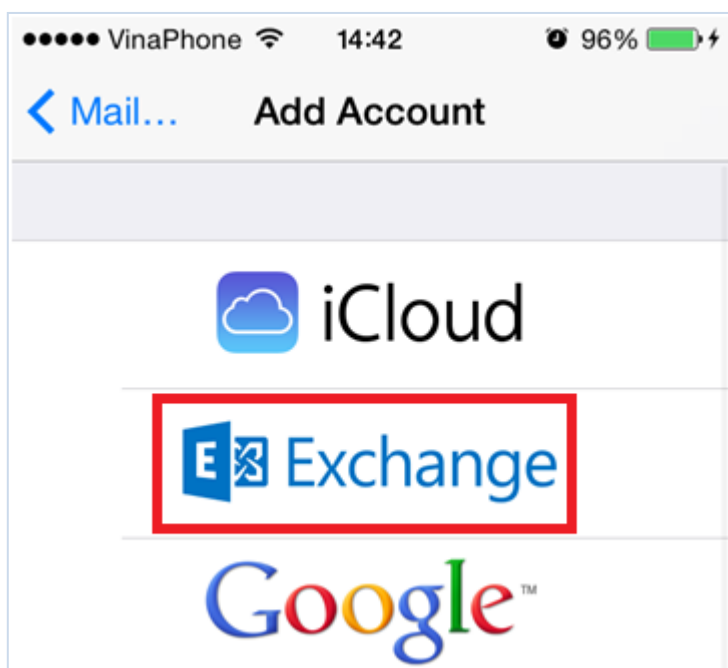 VinaPhone 14:42 96%
Mail... Add Account
iCloud
E Exchange
Google™